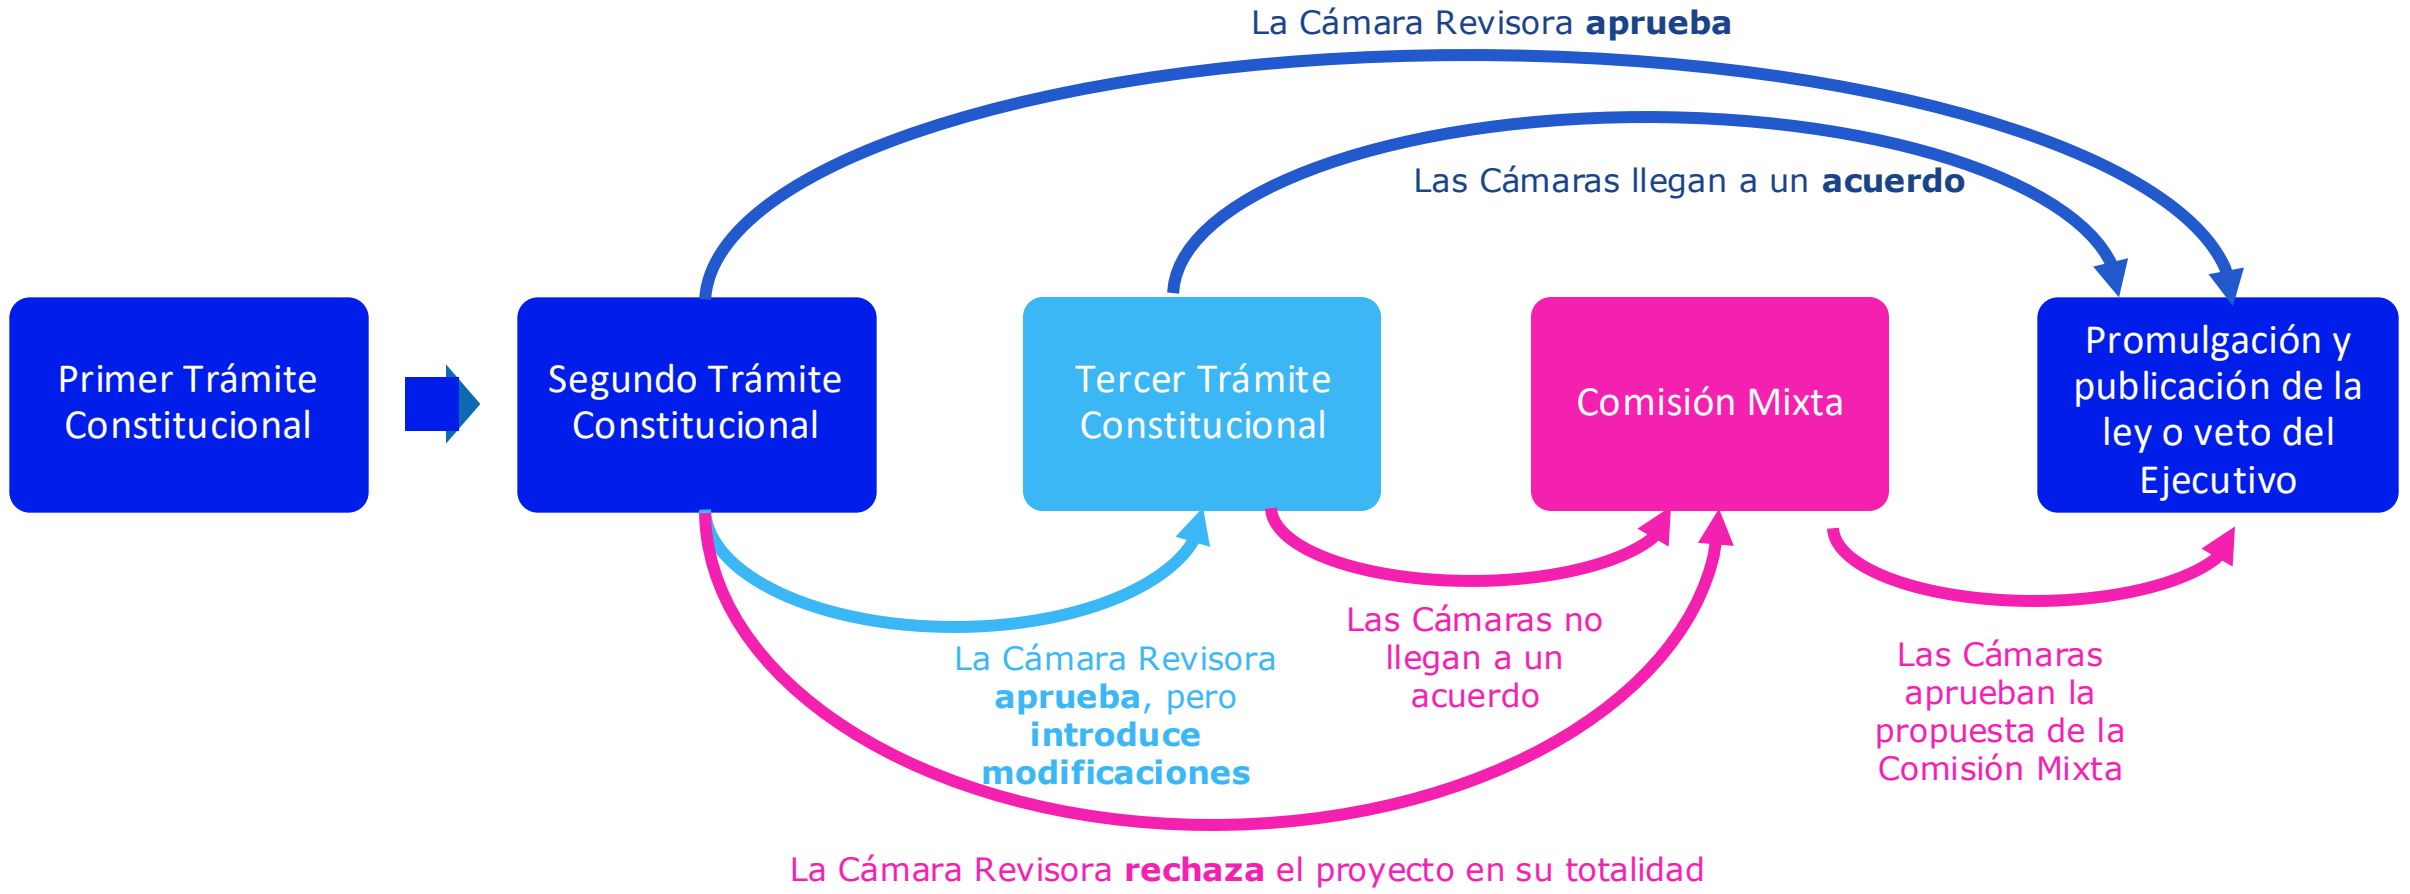 La Cámara Revisora aprueba
Las Cámaras llegan a un acuerdo
Primer Trámite
Constitucional
Segundo Trámite
Constitucional
Tercer Trámite
Constitucional
Comisión Mixta
Promulgación y
publicación de la
ley o veto del
Ejecutivo
La Cámara Revisora
aprueba, pero
introduce
modificaciones
Las Cámaras no
llegan a un
acuerdo
Las Cámaras
aprueban la
propuesta de la
Comisión Mixta
La Cámara Revisora rechaza el proyecto en su totalidad